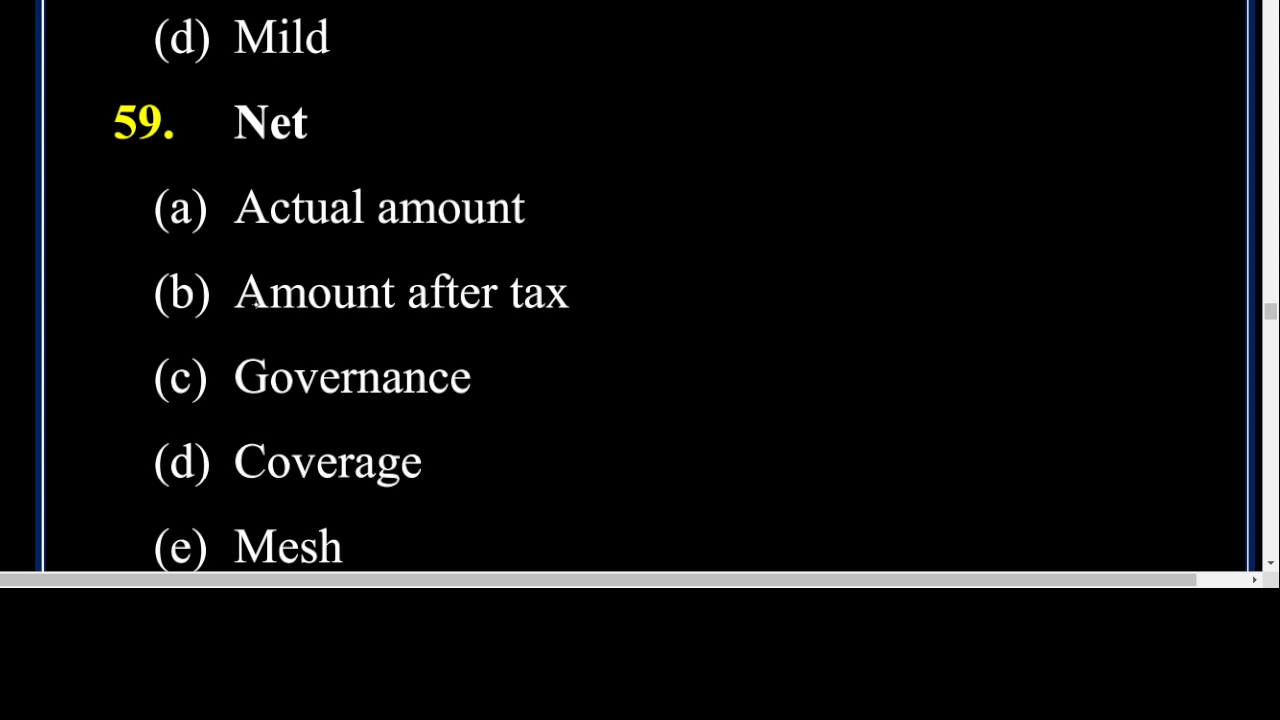 (d) Mild
59. Net
(a) Actual amount
(b) Amount after tax
(c) Governance
(d) Coverage
(e) Mesh